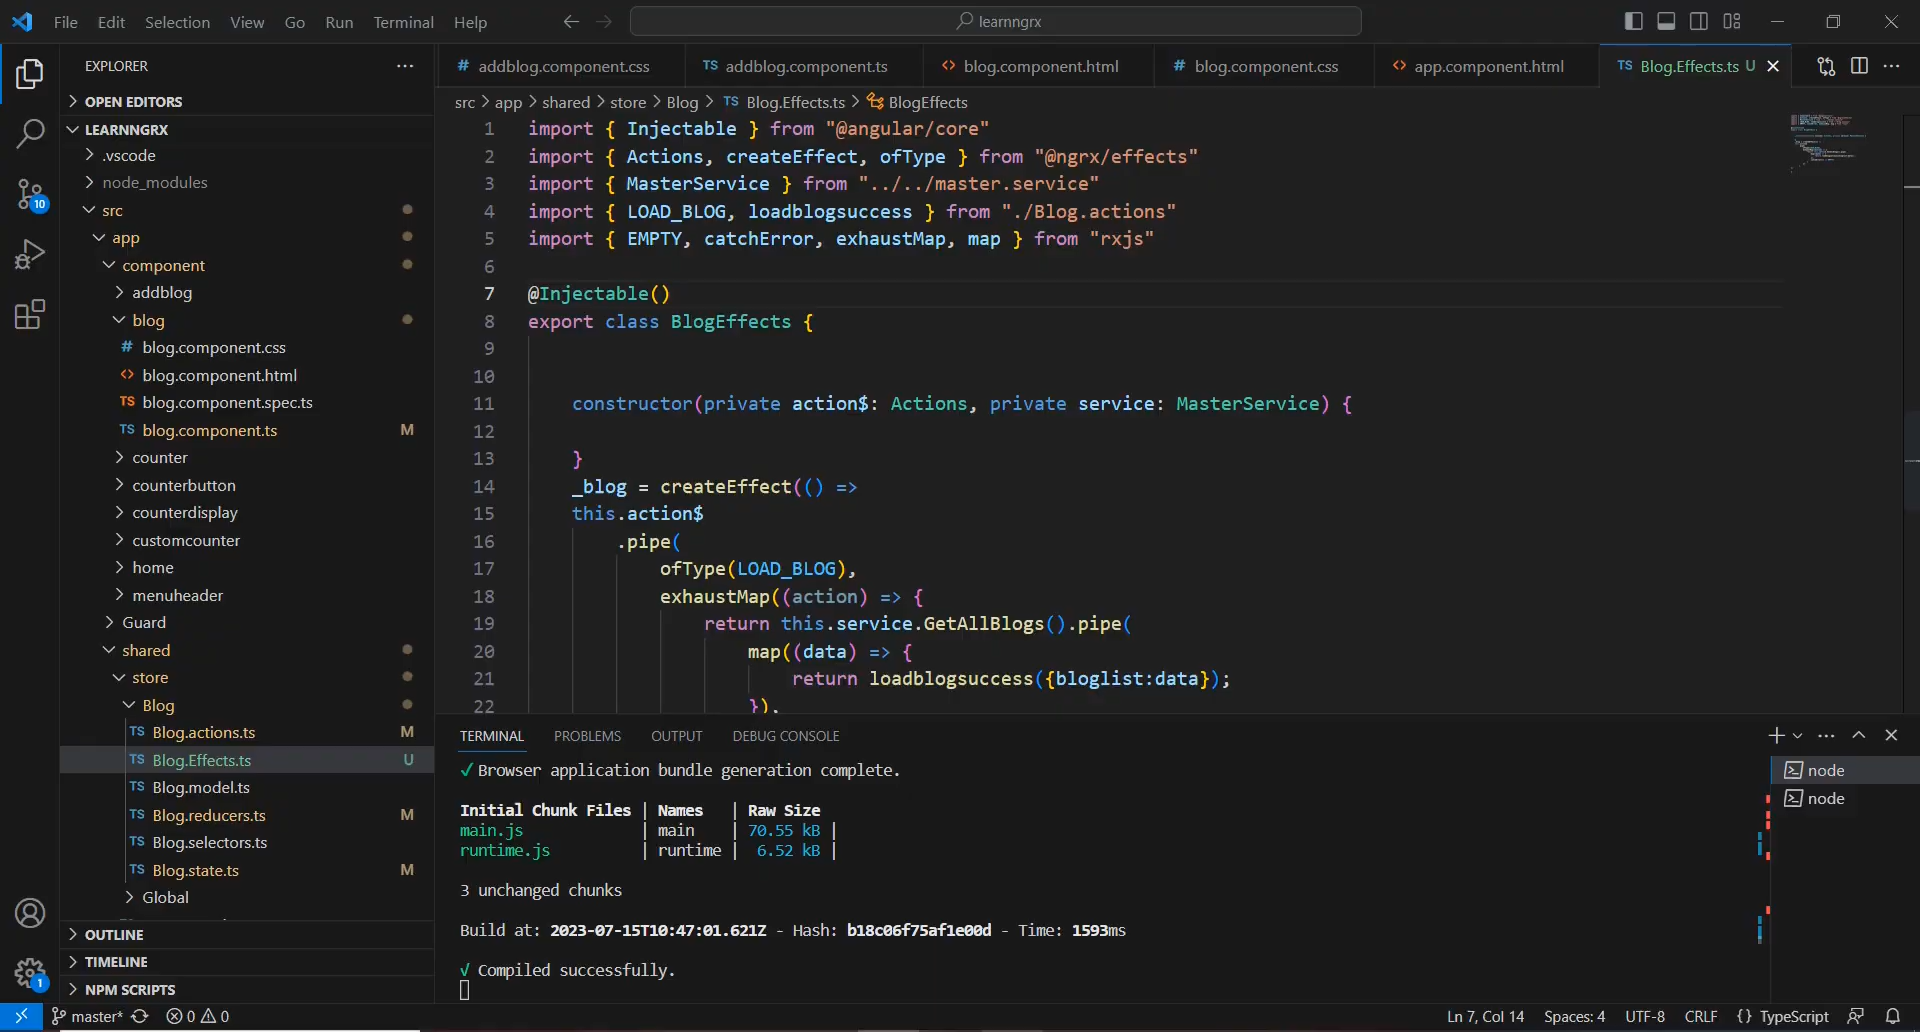 File Edit Selection View Go Run Terminal Help
learnngrx
EXPLORER
OPEN EDITORS
LEARNNGRX
.vscode
node_modules
src
app
component
addblog
blog
blog.component.css
blog.component.html
blog.component.spec.ts
blog.component.ts M
counter
counterbutton
counterdisplay
customcounter
home
menuheader
Guard
shared
store
Blog
Blog.actions.ts M
Blog.Effects.ts U
Blog.model.ts
Blog.reducers.ts M
Blog.selectors.ts
Blog.state.ts M
Global
OUTLINE
TIMELINE
NPM SCRIPTS
10
1
# addblog.component.css TS addblog.component.ts <> blog.component.html # blog.component.css <> app.component.html TS Blog.Effects.ts U
src > app > shared > store > Blog > TS Blog.Effects.ts > BlogEffects
1 import { Injectable } from "@angular/core"
2 import { Actions, createEffect, ofType } from "@ngrx/effects"
3 import { MasterService } from "../../master.service"
4 import { LOAD_BLOG, loadblogsuccess } from "./Blog.actions"
5 import { EMPTY, catchError, exhaustMap, map } from "rxjs"
6
7 @Injectable()
8 export class BlogEffects {
9
10
11 constructor(private action$: Actions, private service: MasterService) {
12
13 }
14 _blog = createEffect(() =>
15 this.action$
16 .pipe(
17 ofType(LOAD_BLOG),
18 exhaustMap((action) => {
19 return this.service.GetAllBlogs().pipe(
20 map((data) => {
21 return loadblogsuccess({bloglist:data});
22 }),
TERMINAL PROBLEMS OUTPUT DEBUG CONSOLE
✓ Browser application bundle generation complete.
Initial Chunk Files | Names | Raw Size
main.js | main | 70.55 kB |
runtime.js | runtime | 6.52 kB |
3 unchanged chunks
Build at: 2023-07-15T10:47:01.621Z - Hash: b18c06f75af1e00d - Time: 1593ms
√ Compiled successfully.
node
node
master* 0 0 Ln 7, Col 14 Spaces: 4 UTF-8 CRLF {} TypeScript